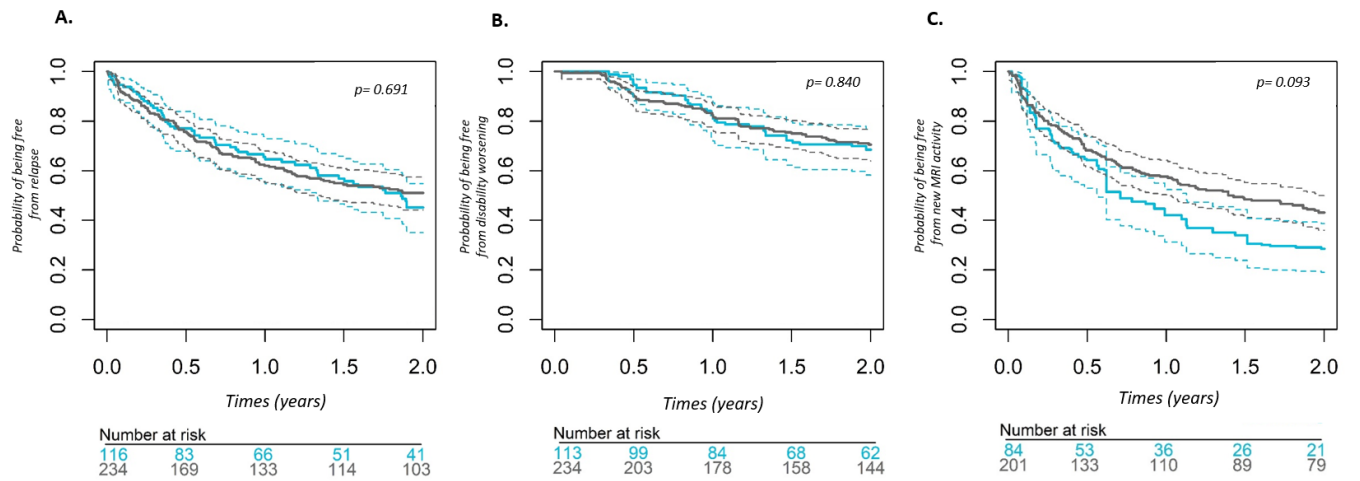 A.
Probability of being free
from relapse
1.0
0.8
0.6
0.4
0.2
0.0
p= 0.691
0.0 0.5 1.0 1.5 2.0
Times (years)
Number at risk
116 83 66 51 41
234 169 133 114 103
B.
Probability of being free
from disability worsening
1.0
0.8
0.6
0.4
0.2
0.0
p= 0.840
0.0 0.5 1.0 1.5 2.0
Times (years)
Number at risk
113 99 84 68 62
234 203 178 158 144
C.
Probability of being free
from new MRI activity
1.0
0.8
0.6
0.4
0.2
0.0
p= 0.093
0.0 0.5 1.0 1.5 2.0
Times (years)
Number at risk
84 53 36 26 21
201 133 110 89 79